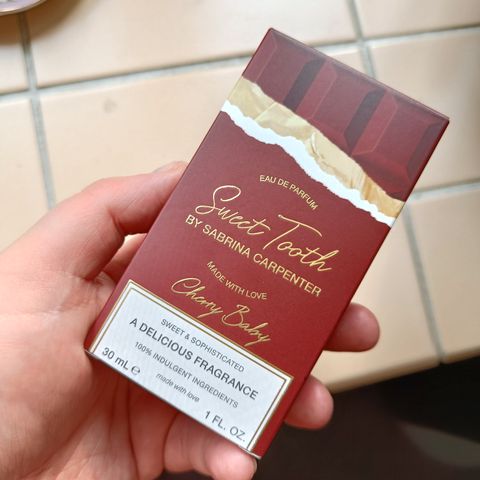 EAU DE PARFUM
Sweet Tooth
BY SABRINA CARPENTER
MADE WITH LOVE
Cherry Baby
SWEET & SOPHISTICATED
A DELICIOUS FRAGRANCE
100% INDULGENT INGREDIENTS
made with love
30 mL ℮
1 FL. OZ.